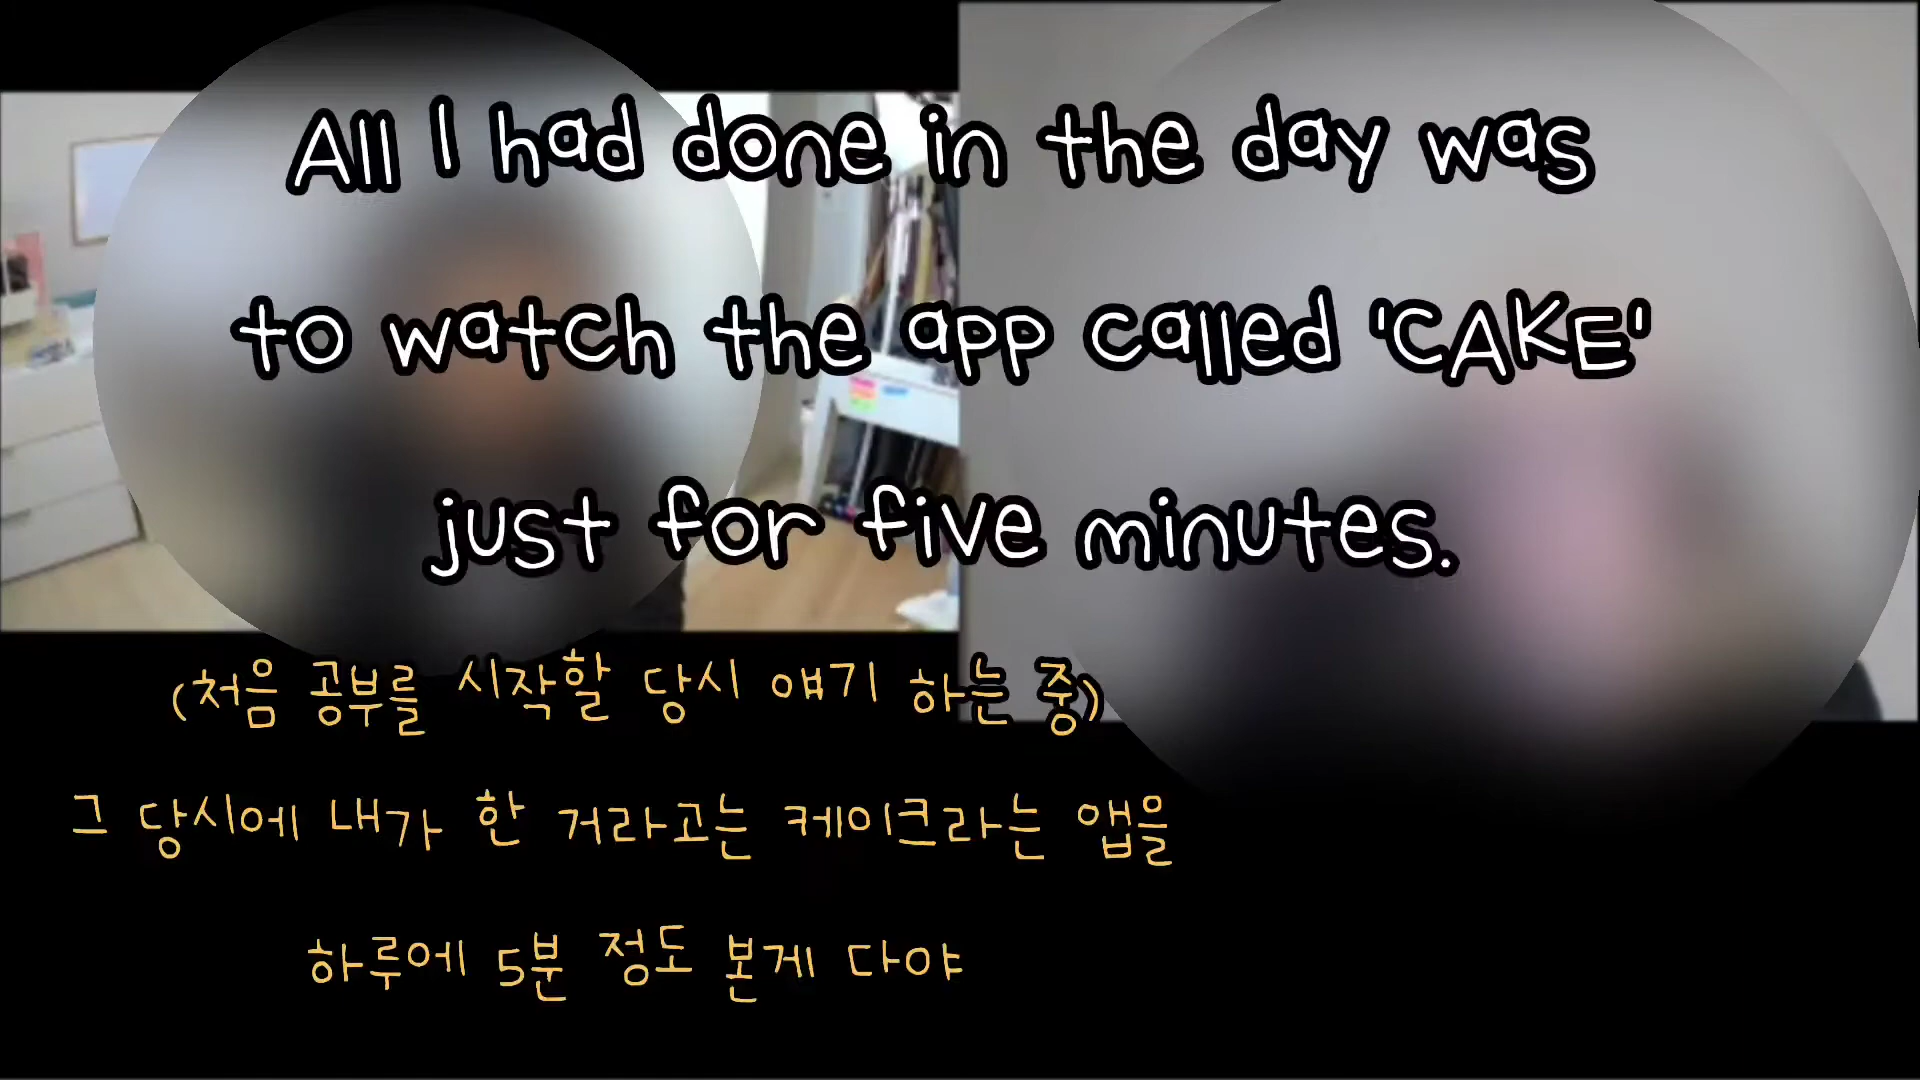 All I had done in the day was
to watch the app called 'CAKE'
just for five minutes.
(처음 공부를 시작할 당시 얘기 하는 중)
그 당시에 내가 한 거라고는 케이크라는 앱을
하루에 5분 정도 본게 다야